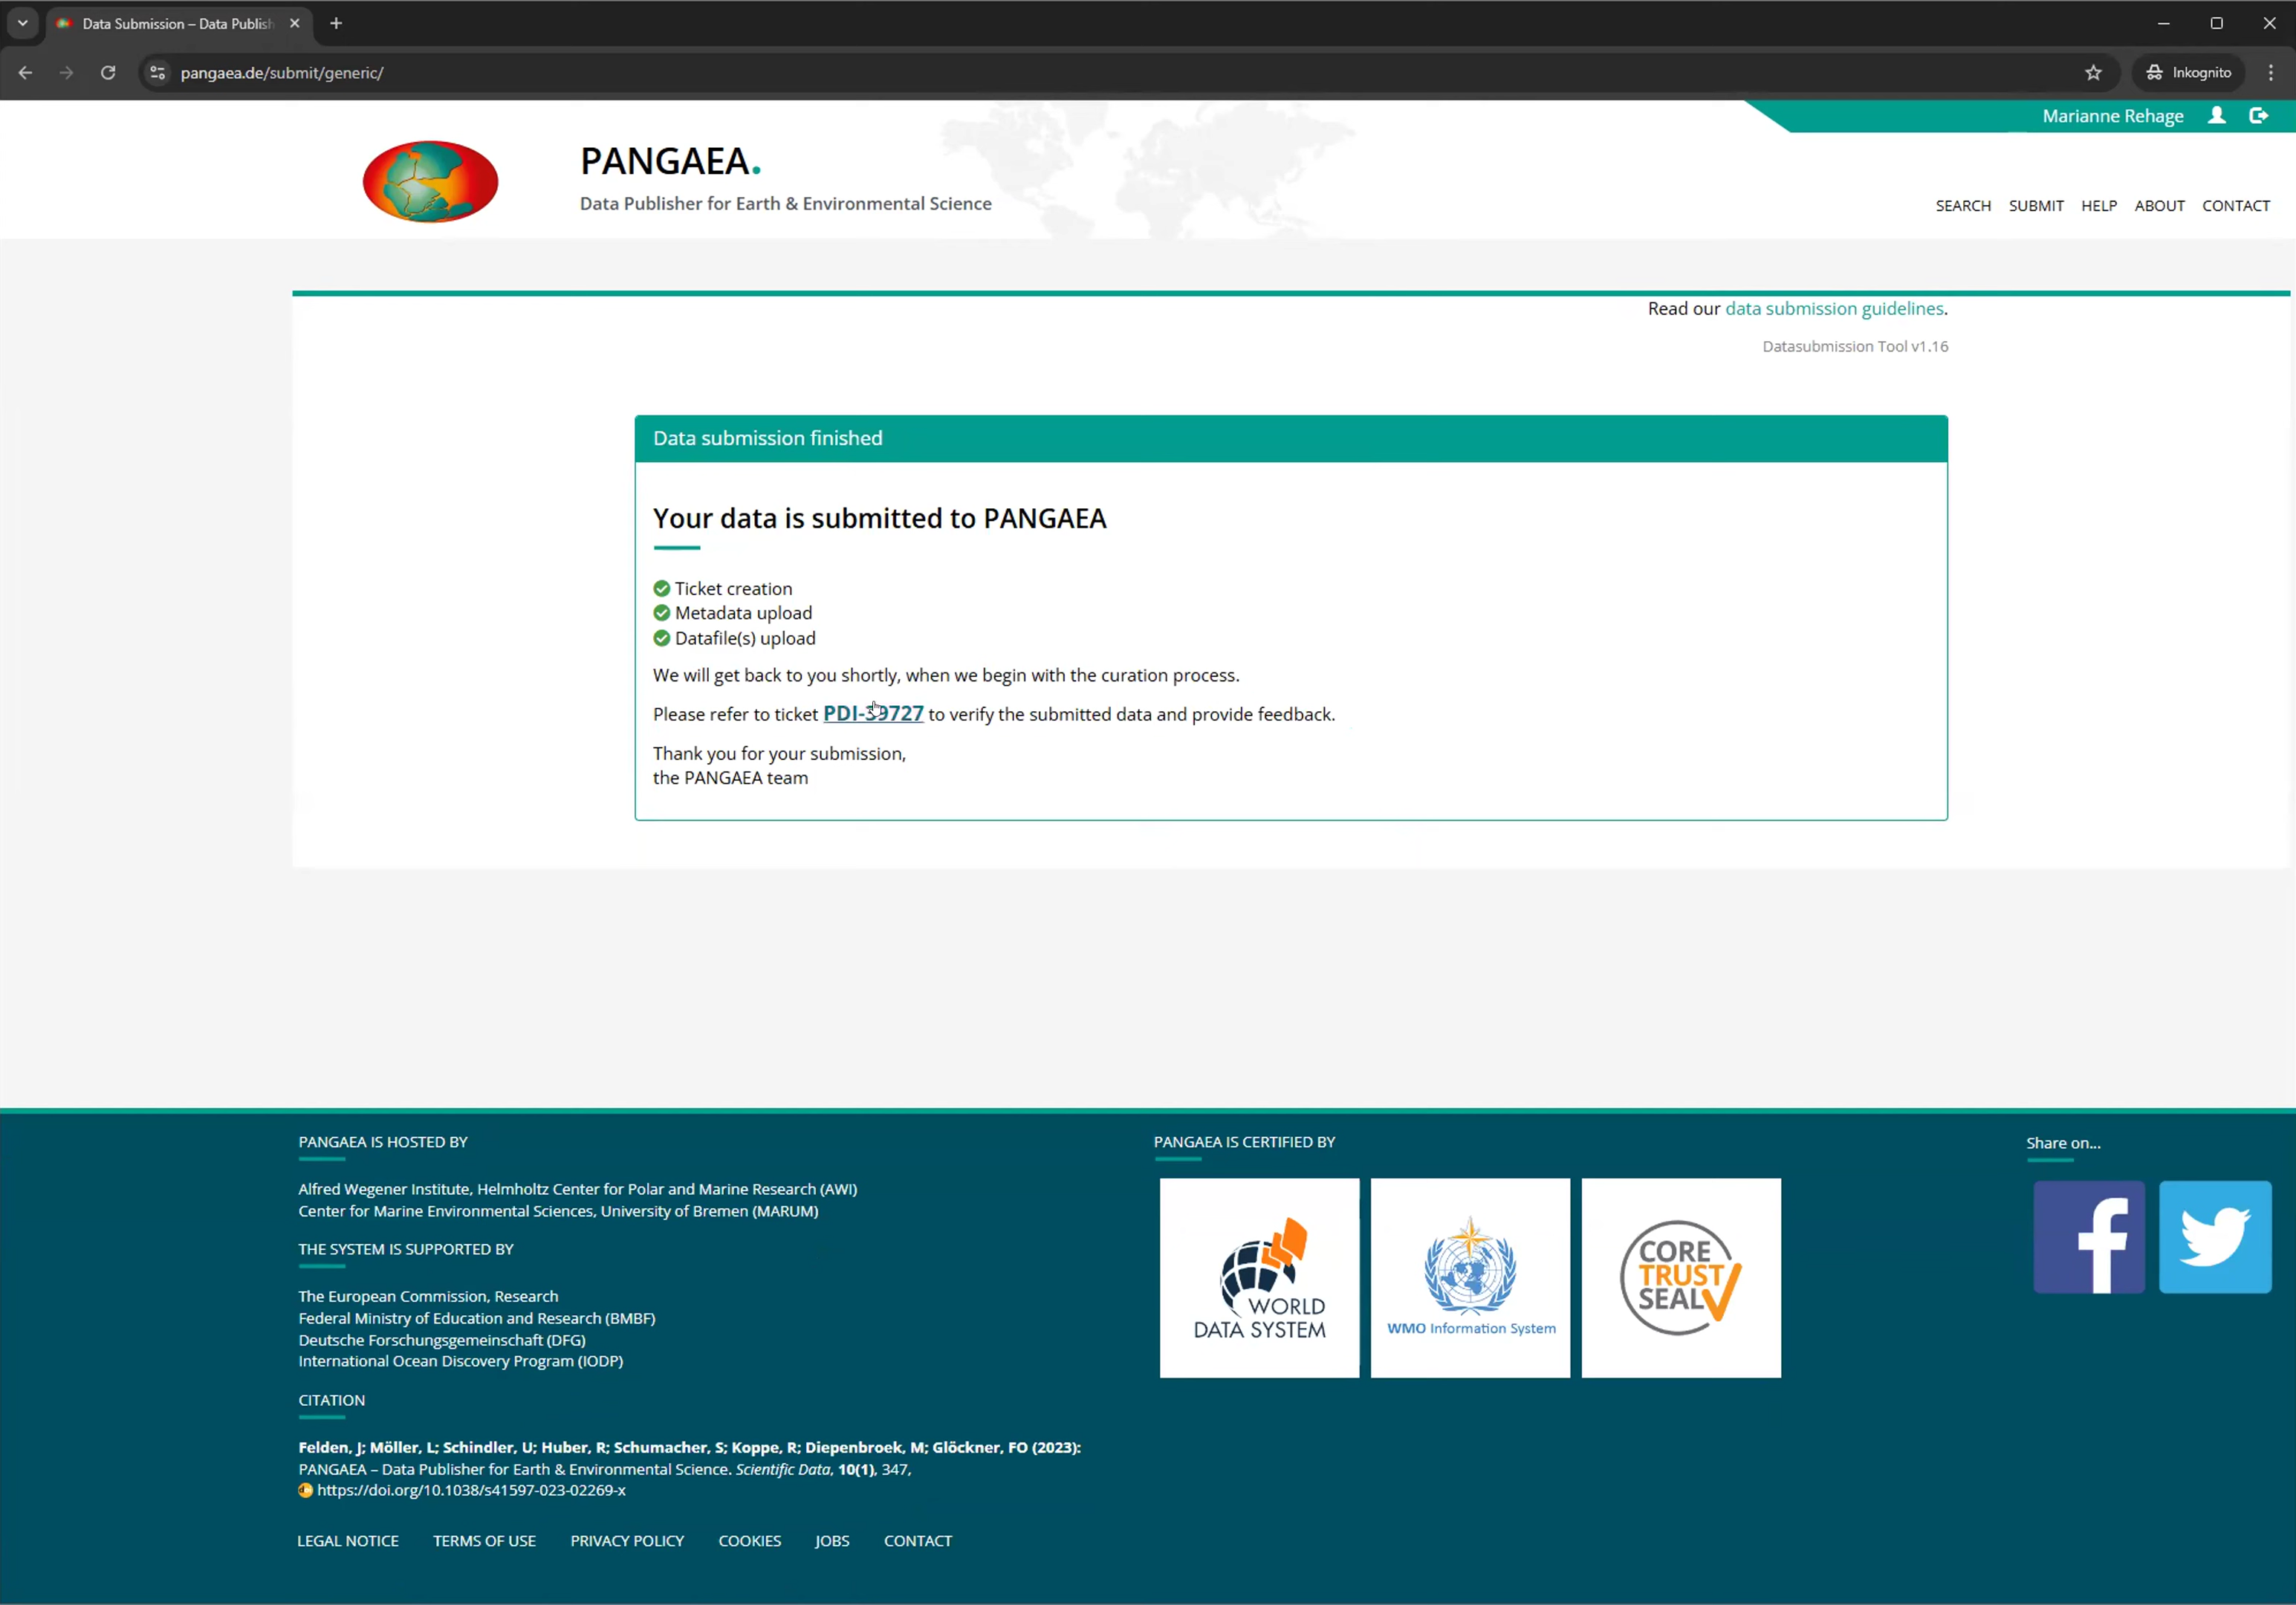 Data Submission – Data Publish
pangaea.de/submit/generic/
Inkognito
Marianne Rehage
PANGAEA.
Data Publisher for Earth & Environmental Science
SEARCH SUBMIT HELP ABOUT CONTACT
Read our data submission guidelines.
Datasubmission Tool v1.16
Data submission finished
Your data is submitted to PANGAEA
Ticket creation
Metadata upload
Datafile(s) upload
We will get back to you shortly, when we begin with the curation process.
Please refer to ticket PDI-39727 to verify the submitted data and provide feedback.
Thank you for your submission,
the PANGAEA team
PANGAEA IS HOSTED BY
Alfred Wegener Institute, Helmholtz Center for Polar and Marine Research (AWI)
Center for Marine Environmental Sciences, University of Bremen (MARUM)
THE SYSTEM IS SUPPORTED BY
The European Commission, Research
Federal Ministry of Education and Research (BMBF)
Deutsche Forschungsgemeinschaft (DFG)
International Ocean Discovery Program (IODP)
CITATION
Felden, J; Möller, L; Schindler, U; Huber, R; Schumacher, S; Koppe, R; Diepenbroek, M; Glöckner, FO (2023):
PANGAEA – Data Publisher for Earth & Environmental Science. Scientific Data, 10(1), 347,
https://doi.org/10.1038/s41597-023-02269-x
LEGAL NOTICE TERMS OF USE PRIVACY POLICY COOKIES JOBS CONTACT
PANGAEA IS CERTIFIED BY
WORLD
DATA SYSTEM
WMO Information System
CORE
TRUST
SEAL
Share on...